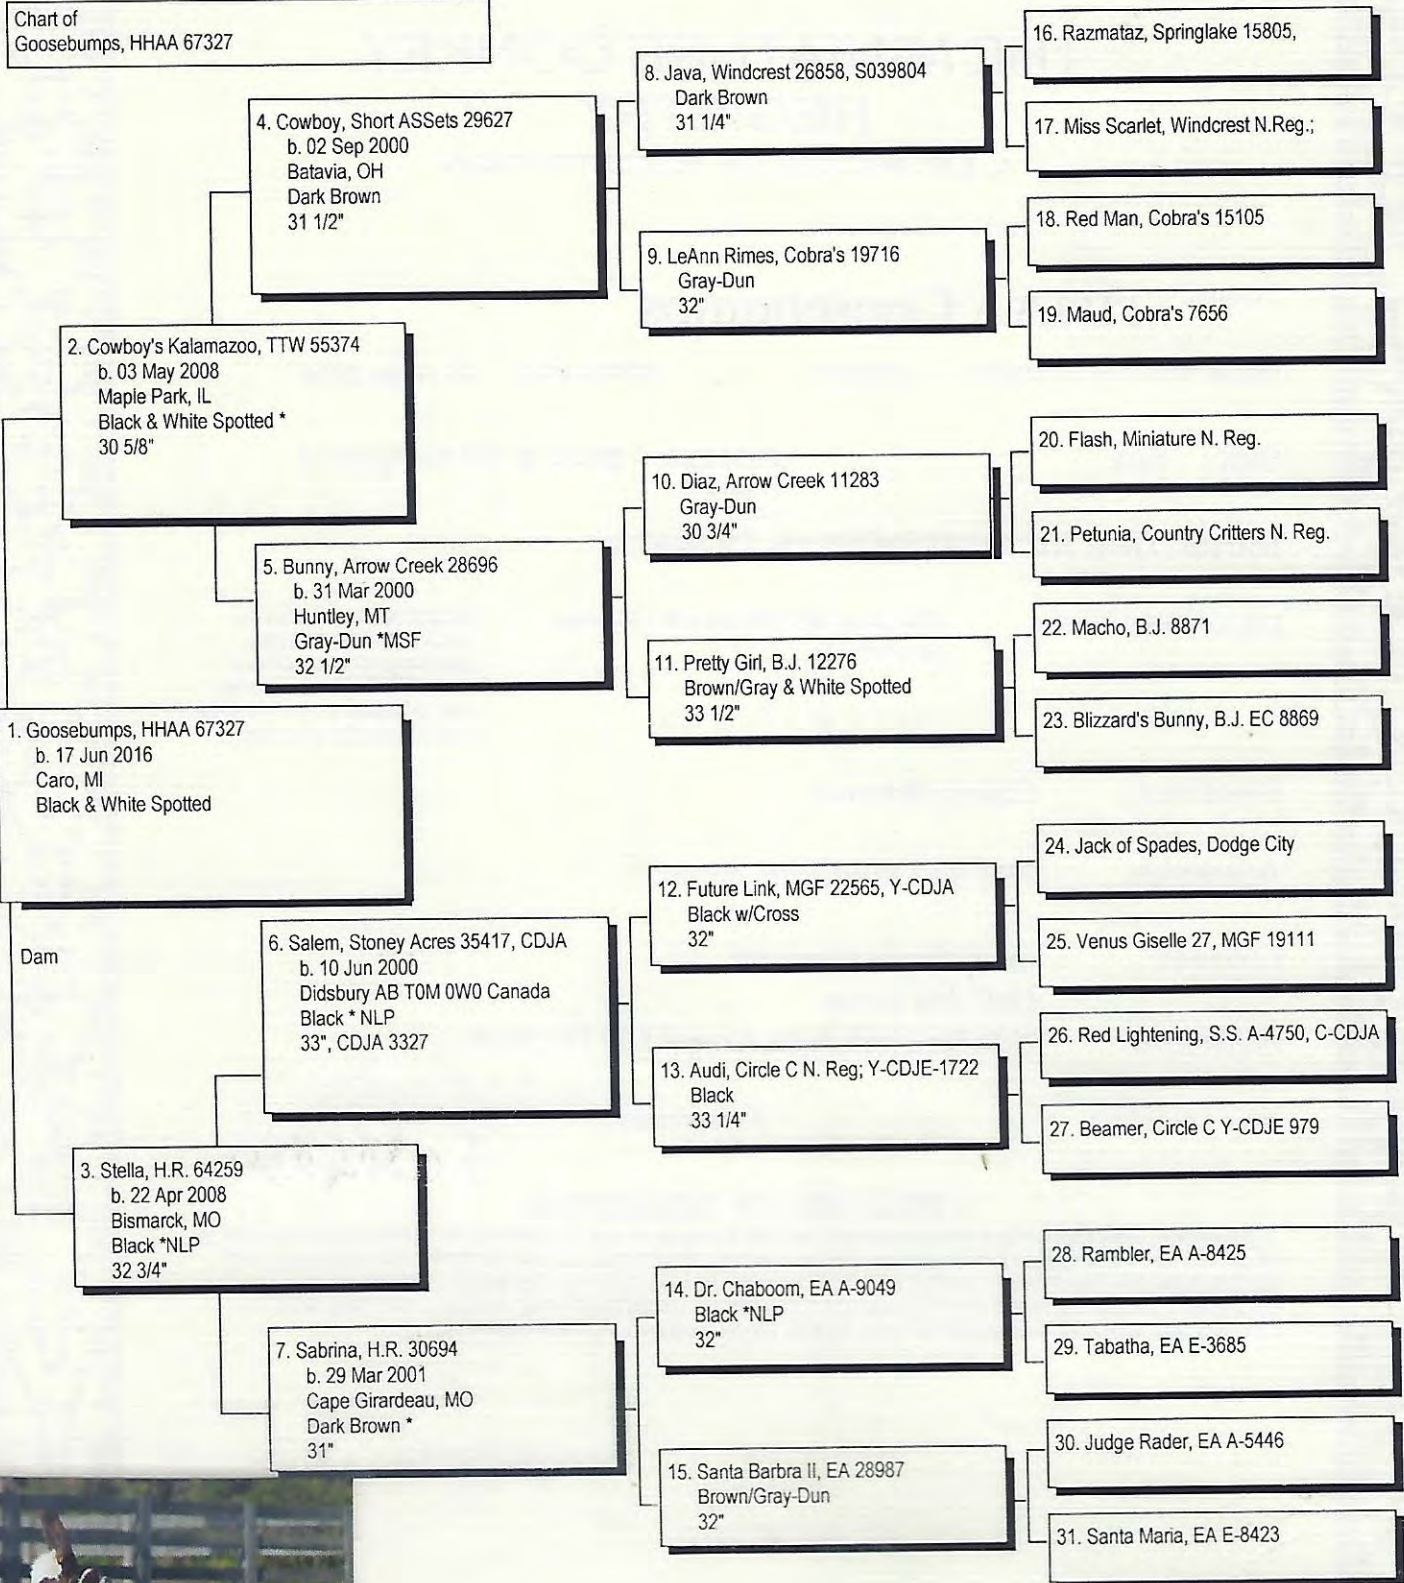 Chart of
Goosebumps, HHAA 67327
16. Razmataz, Springlake 15805,
8. Java, Windcrest 26858, S039804
Dark Brown
31 1/4"
17. Miss Scarlet, Windcrest N.Reg.;
4. Cowboy, Short ASSets 29627
b. 02 Sep 2000
Batavia, OH
Dark Brown
31 1/2"
18. Red Man, Cobra's 15105
9. LeAnn Rimes, Cobra's 19716
Gray-Dun
32"
19. Maud, Cobra's 7656
2. Cowboy's Kalamazoo, TTW 55374
b. 03 May 2008
Maple Park, IL
Black & White Spotted *
30 5/8"
20. Flash, Miniature N. Reg.
10. Diaz, Arrow Creek 11283
Gray-Dun
30 3/4"
21. Petunia, Country Critters N. Reg.
5. Bunny, Arrow Creek 28696
b. 31 Mar 2000
Huntley, MT
Gray-Dun *MSF
32 1/2"
22. Macho, B.J. 8871
11. Pretty Girl, B.J. 12276
Brown/Gray & White Spotted
33 1/2"
23. Blizzard's Bunny, B.J. EC 8869
1. Goosebumps, HHAA 67327
b. 17 Jun 2016
Caro, MI
Black & White Spotted
24. Jack of Spades, Dodge City
12. Future Link, MGF 22565, Y-CDJA
Black w/Cross
32"
25. Venus Giselle 27, MGF 19111
6. Salem, Stoney Acres 35417, CDJA
b. 10 Jun 2000
Didsbury AB T0M 0W0 Canada
Black * NLP
33", CDJA 3327
Dam
26. Red Lightening, S.S. A-4750, C-CDJA
13. Audi, Circle C N. Reg; Y-CDJE-1722
Black
33 1/4"
27. Beamer, Circle C Y-CDJE 979
3. Stella, H.R. 64259
b. 22 Apr 2008
Bismarck, MO
Black *NLP
32 3/4"
28. Rambler, EA A-8425
14. Dr. Chaboom, EA A-9049
Black *NLP
32"
29. Tabatha, EA E-3685
7. Sabrina, H.R. 30694
b. 29 Mar 2001
Cape Girardeau, MO
Dark Brown *
31"
30. Judge Rader, EA A-5446
15. Santa Barbra II, EA 28987
Brown/Gray-Dun
32"
31. Santa Maria, EA E-8423